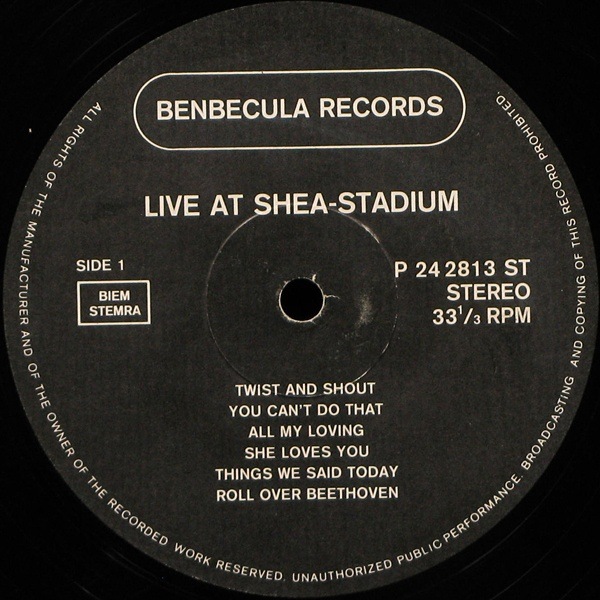 BENBECULA RECORDS
LIVE AT SHEA-STADIUM
SIDE 1
BIEM
STEMRA
P 24 2813 ST
STEREO
33 1/3 RPM
TWIST AND SHOUT
YOU CAN'T DO THAT
ALL MY LOVING
SHE LOVES YOU
THINGS WE SAID TODAY
ROLL OVER BEETHOVEN
ALL RIGHTS OF THE MANUFACTURER AND OF THE OWNER OF THE RECORDED WORK RESERVED. UNAUTHORIZED PUBLIC PERFORMANCE. BROADCASTING AND COPYING OF THIS RECORD PROHIBITED.